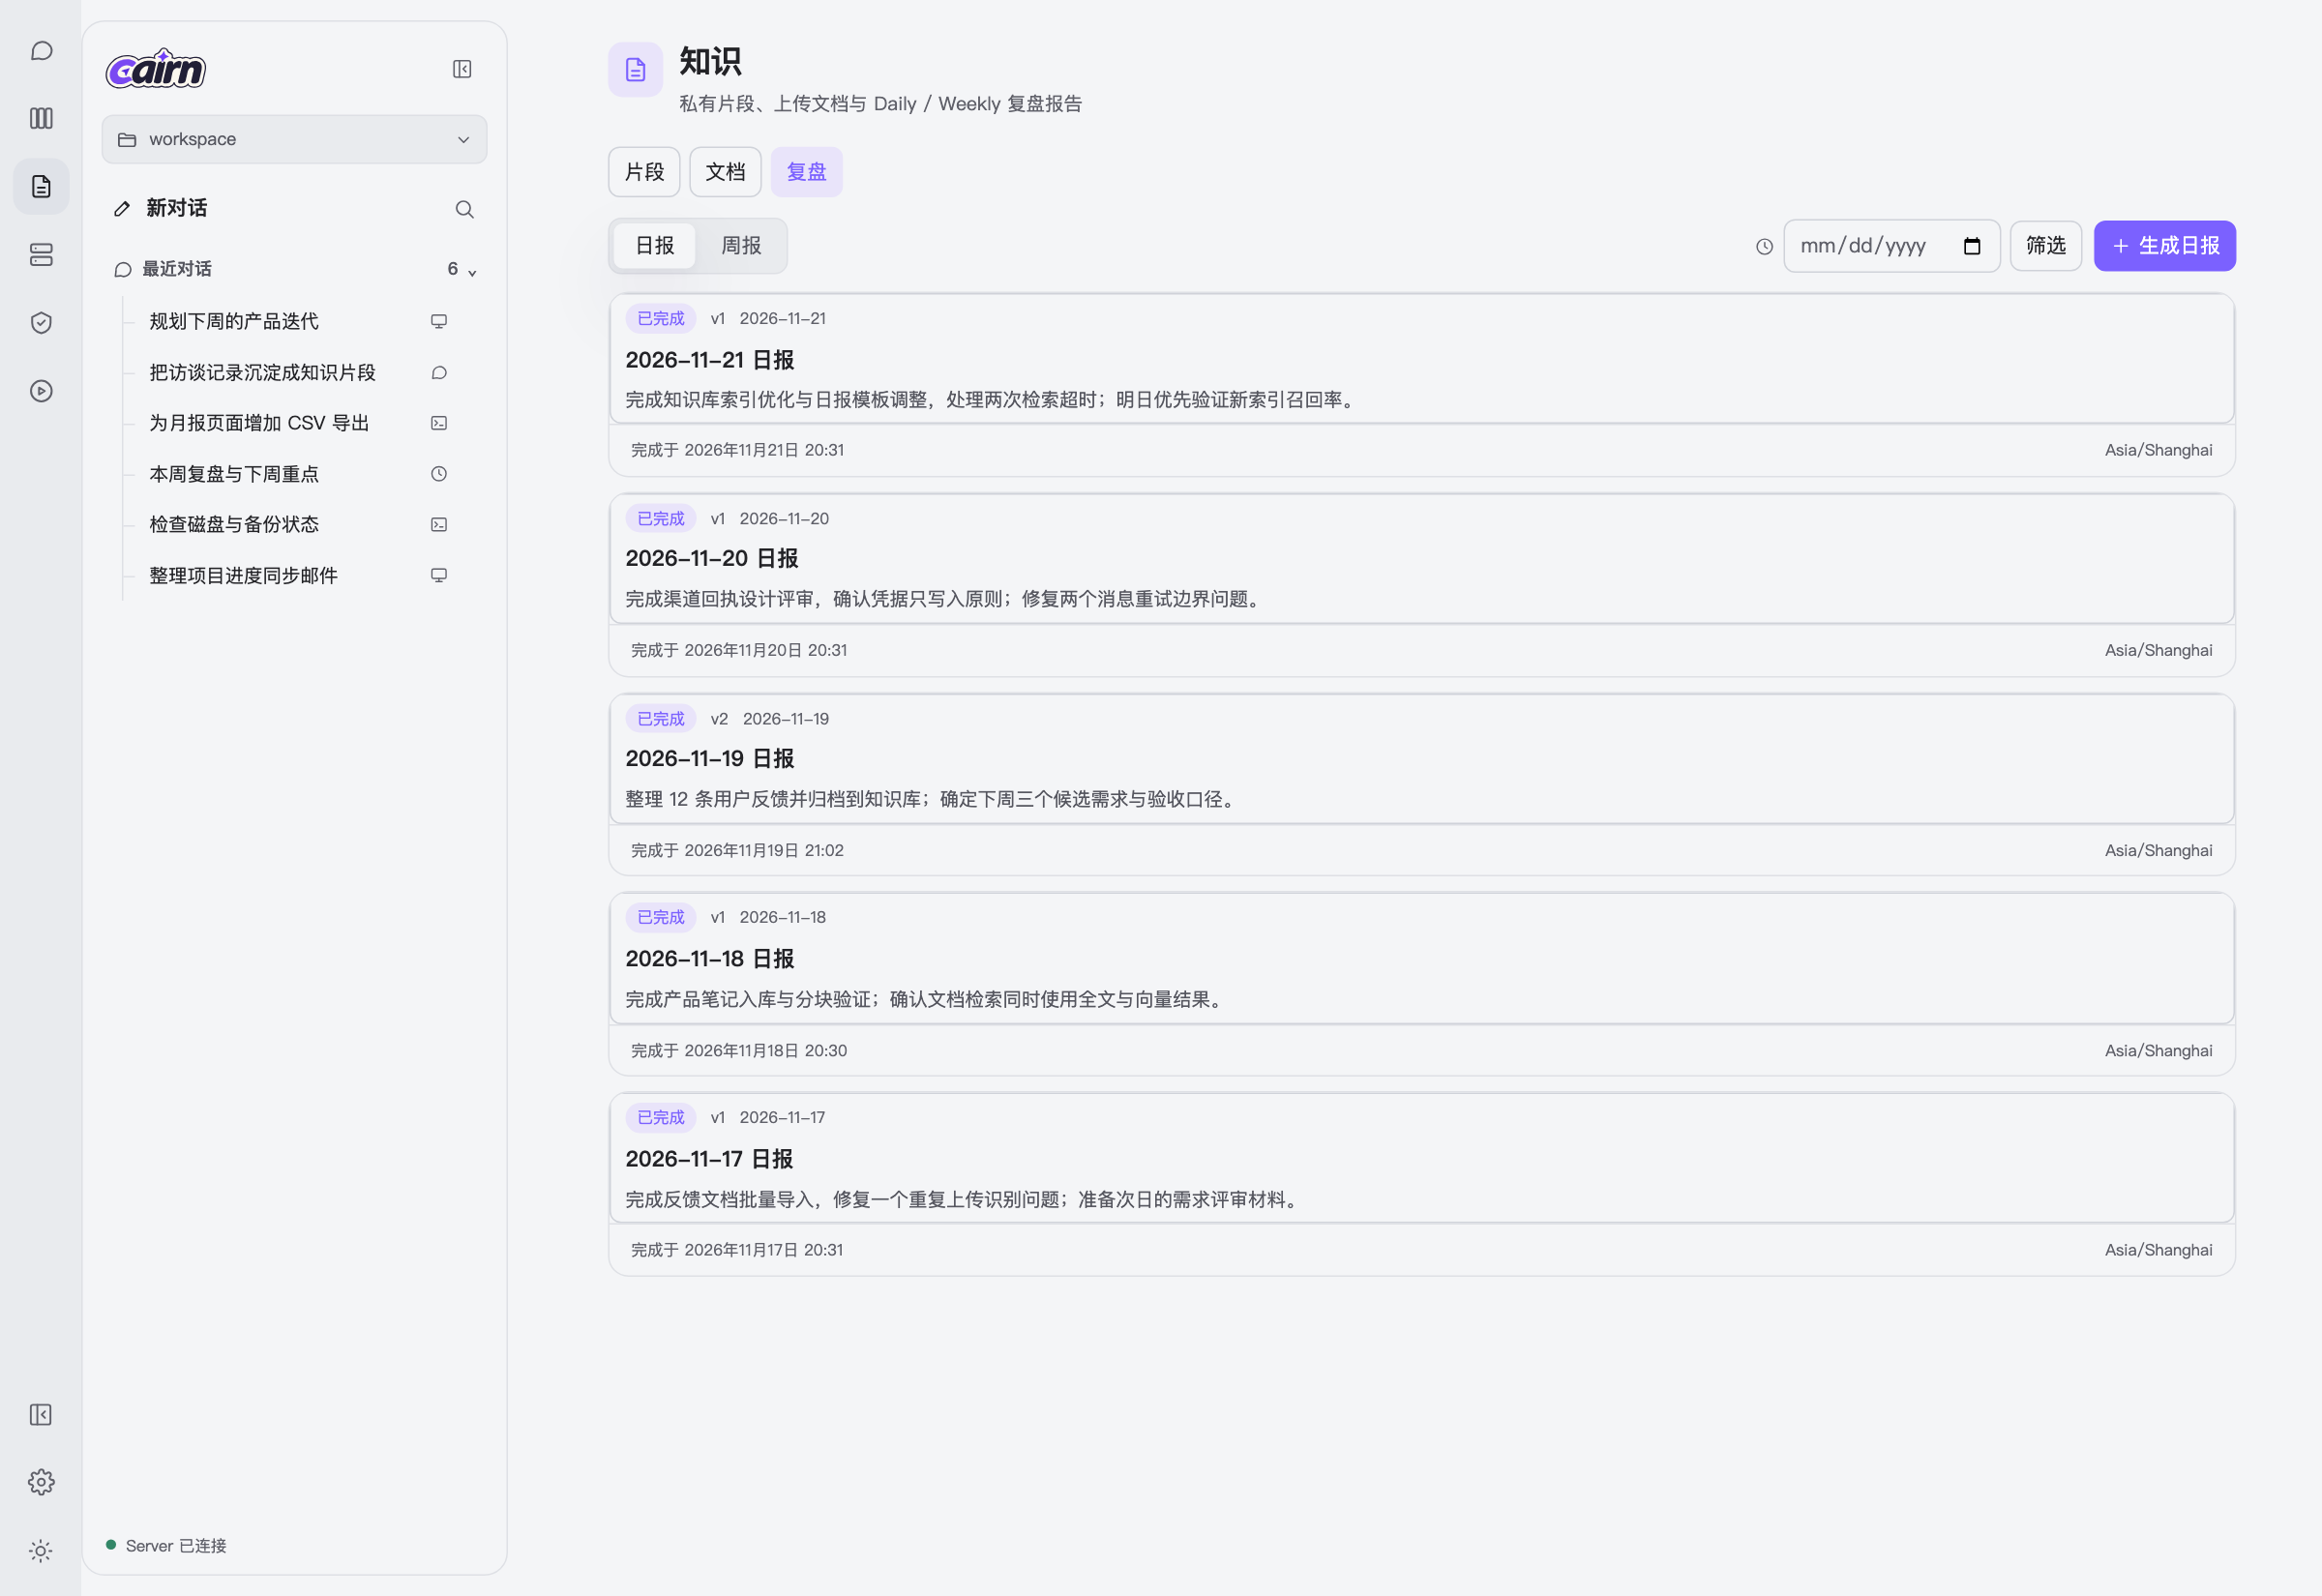 cairn
workspace
新对话
最近对话 6
规划下周的产品迭代
把访谈记录沉淀成知识片段
为月报页面增加 CSV 导出
本周复盘与下周重点
检查磁盘与备份状态
整理项目进度同步邮件
Server 已连接
知识
私有片段、上传文档与 Daily / Weekly 复盘报告
片段 文档 复盘
日报 周报 mm/dd/yyyy 筛选 + 生成日报
已完成 v1 2026-11-21
2026-11-21 日报
完成知识库索引优化与日报模板调整，处理两次检索超时；明日优先验证新索引召回率。
完成于 2026年11月21日 20:31 Asia/Shanghai
已完成 v1 2026-11-20
2026-11-20 日报
完成渠道回执设计评审，确认凭据只写入原则；修复两个消息重试边界问题。
完成于 2026年11月20日 20:31 Asia/Shanghai
已完成 v2 2026-11-19
2026-11-19 日报
整理 12 条用户反馈并归档到知识库；确定下周三个候选需求与验收口径。
完成于 2026年11月19日 21:02 Asia/Shanghai
已完成 v1 2026-11-18
2026-11-18 日报
完成产品笔记入库与分块验证；确认文档检索同时使用全文与向量结果。
完成于 2026年11月18日 20:30 Asia/Shanghai
已完成 v1 2026-11-17
2026-11-17 日报
完成反馈文档批量导入，修复一个重复上传识别问题；准备次日的需求评审材料。
完成于 2026年11月17日 20:31 Asia/Shanghai